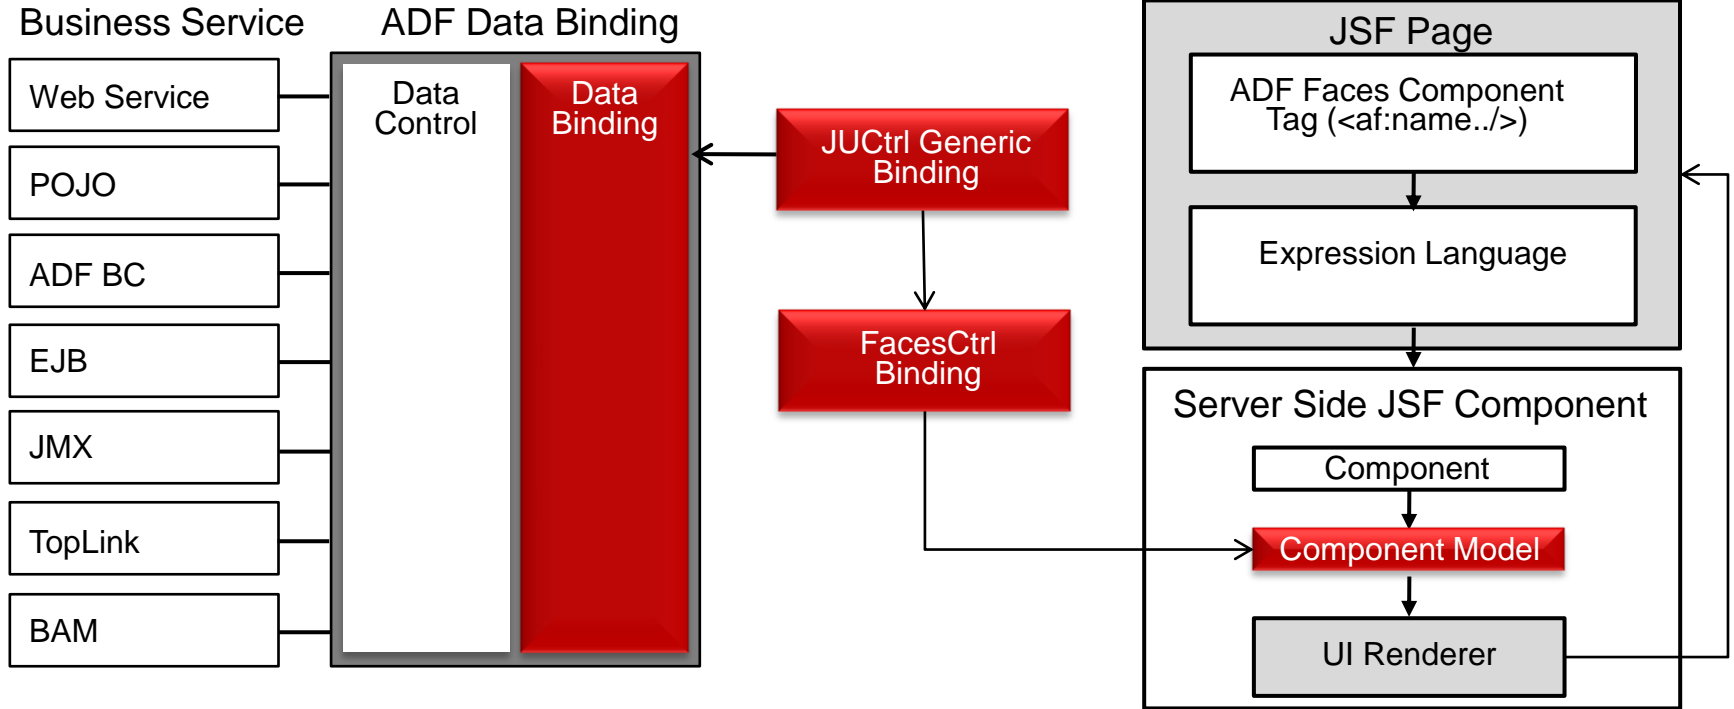 Business Service
Web Service
POJO
ADF BC
EJB
JMX
TopLink
BAM
ADF Data Binding
Data
Control
Data
Binding
JUCtrl Generic
Binding
FacesCtrl
Binding
JSF Page
ADF Faces Component
Tag (<af:name../>)
Expression Language
Server Side JSF Component
Component
Component Model
UI Renderer